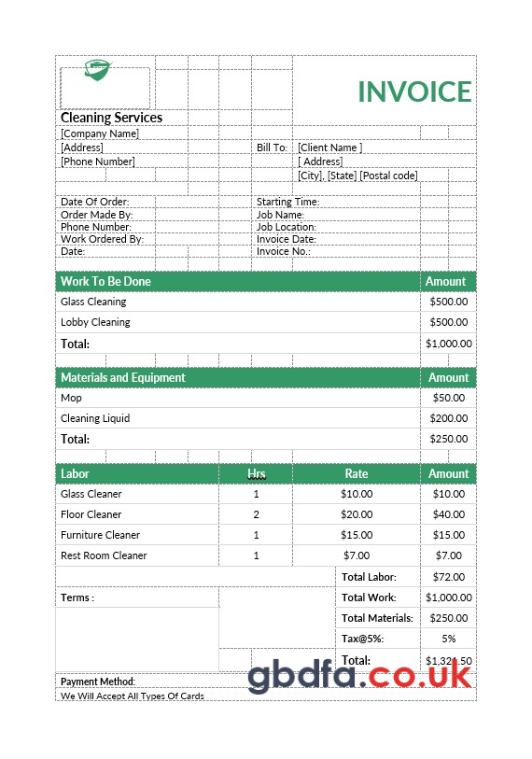 INVOICE
Cleaning Services
[Company Name]
[Address] Bill To: [Client Name ]
[Phone Number] [ Address]
[City], [State] [Postal code]
Date Of Order: Starting Time:
Order Made By: Job Name:
Phone Number: Job Location:
Work Ordered By: Invoice Date:
Date: Invoice No.:
Work To Be Done Amount
Glass Cleaning $500.00
Lobby Cleaning $500.00
Total: $1,000.00
Materials and Equipment Amount
Mop $50.00
Cleaning Liquid $200.00
Total: $250.00
Labor Hrs Rate Amount
Glass Cleaner 1 $10.00 $10.00
Floor Cleaner 2 $20.00 $40.00
Furniture Cleaner 1 $15.00 $15.00
Rest Room Cleaner 1 $7.00 $7.00
Total Labor: $72.00
Terms : Total Work: $1,000.00
Total Materials: $250.00
Tax@5%: 5%
Total: $1,321.50
gbdfa.co.uk
Payment Method:
We Will Accept All Types Of Cards